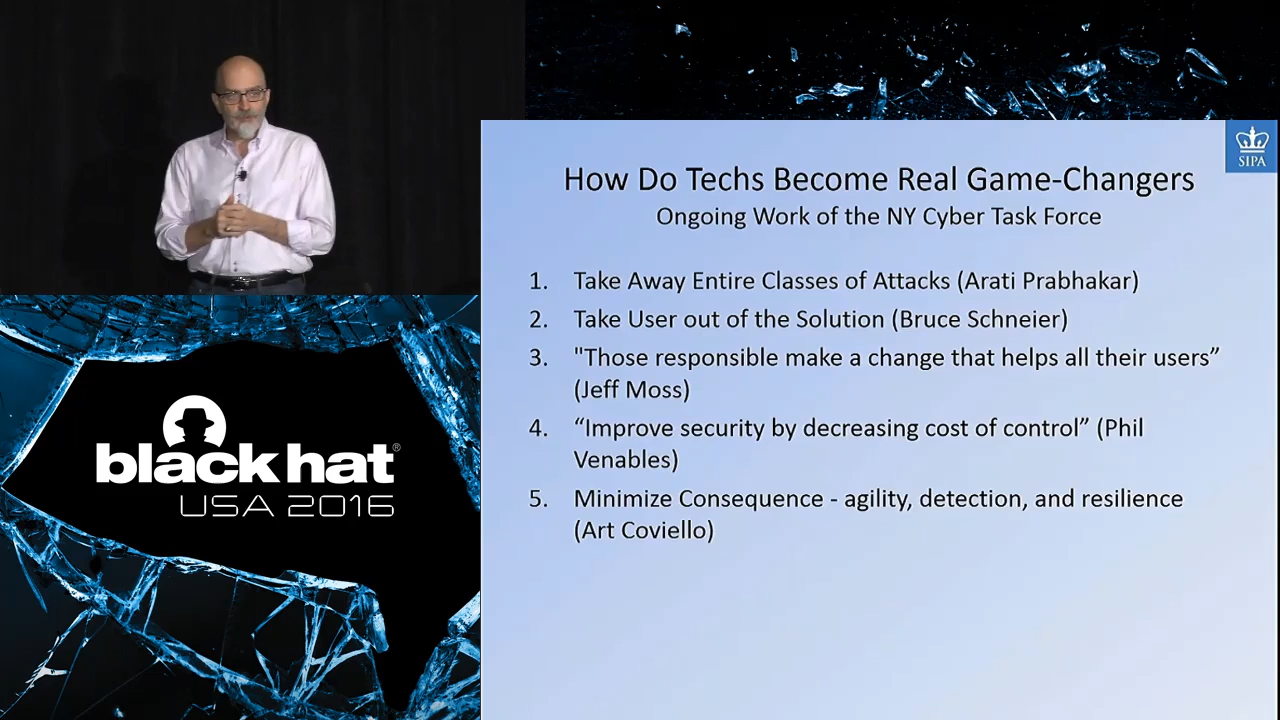 SIPA
How Do Techs Become Real Game-Changers
Ongoing Work of the NY Cyber Task Force
1. Take Away Entire Classes of Attacks (Arati Prabhakar)
2. Take User out of the Solution (Bruce Schneier)
3. "Those responsible make a change that helps all their users”
(Jeff Moss)
4. “Improve security by decreasing cost of control” (Phil
Venables)
5. Minimize Consequence - agility, detection, and resilience
(Art Coviello)
black hat®
USA 2016